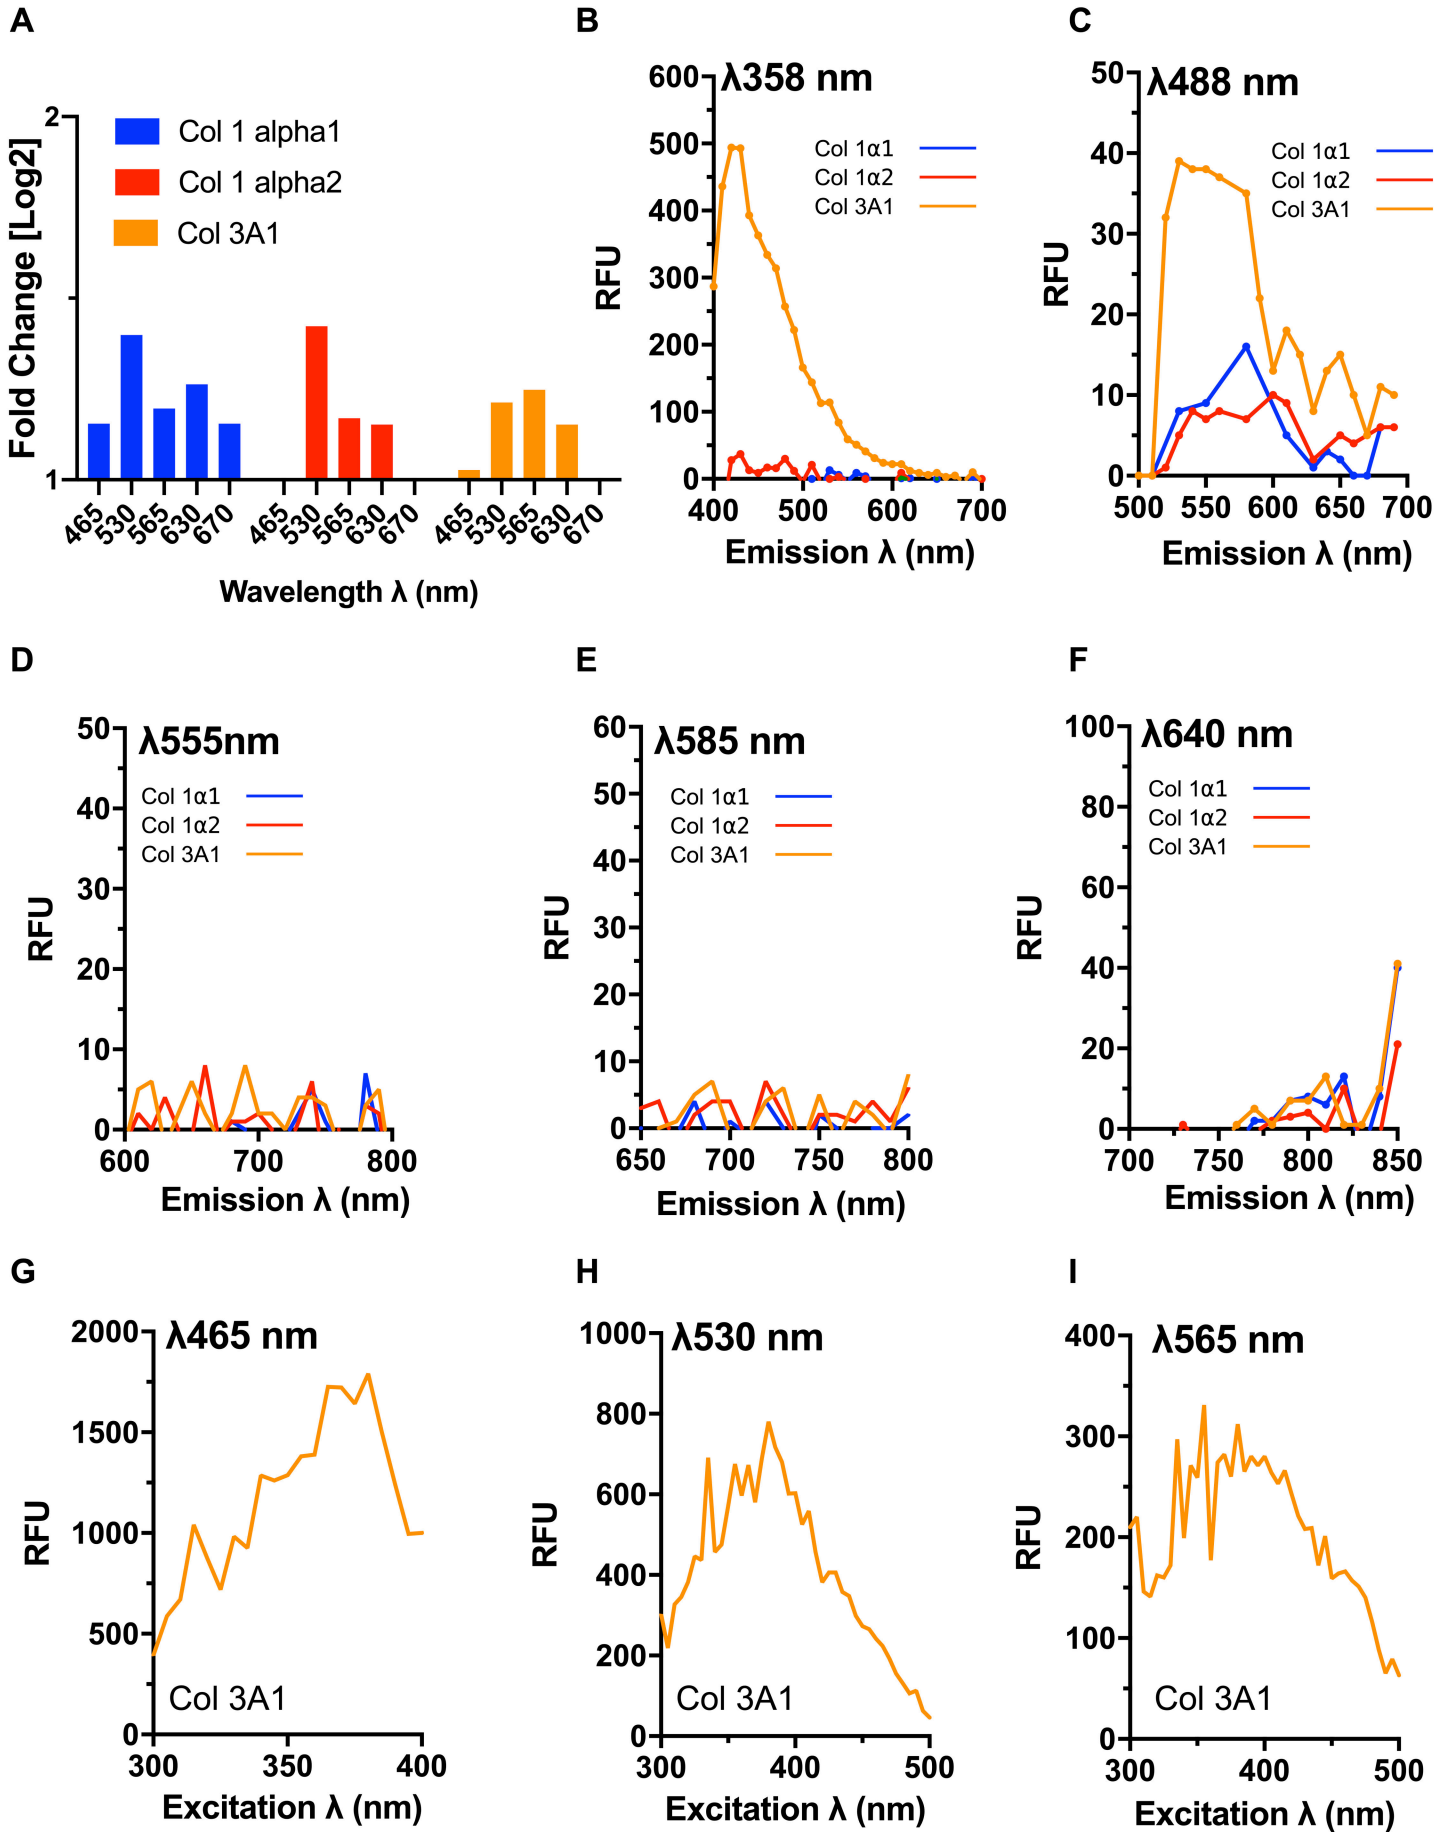 A
Fold Change [Log2]
2
1
Col 1 alpha1
Col 1 alpha2
Col 3A1
465 530 565 630 670 465 530 565 630 670 465 530 565 630 670
Wavelength λ (nm)
B
λ358 nm
RFU
600
500
400
300
200
100
0
Col 1α1
Col 1α2
Col 3A1
400 500 600 700
Emission λ (nm)
C
λ488 nm
RFU
50
40
30
20
10
0
Col 1α1
Col 1α2
Col 3A1
500 550 600 650 700
Emission λ (nm)
D
λ555nm
RFU
50
40
30
20
10
0
Col 1α1
Col 1α2
Col 3A1
600 700 800
Emission λ (nm)
E
λ585 nm
RFU
60
50
40
30
20
10
0
Col 1α1
Col 1α2
Col 3A1
650 700 750 800
Emission λ (nm)
F
λ640 nm
RFU
100
80
60
40
20
0
Col 1α1
Col 1α2
Col 3A1
700 750 800 850
Emission λ (nm)
G
λ465 nm
RFU
2000
1500
1000
500
0
Col 3A1
300 350 400
Excitation λ (nm)
H
λ530 nm
RFU
1000
800
600
400
200
0
Col 3A1
300 400 500
Excitation λ (nm)
I
λ565 nm
RFU
400
300
200
100
0
Col 3A1
300 400 500
Excitation λ (nm)